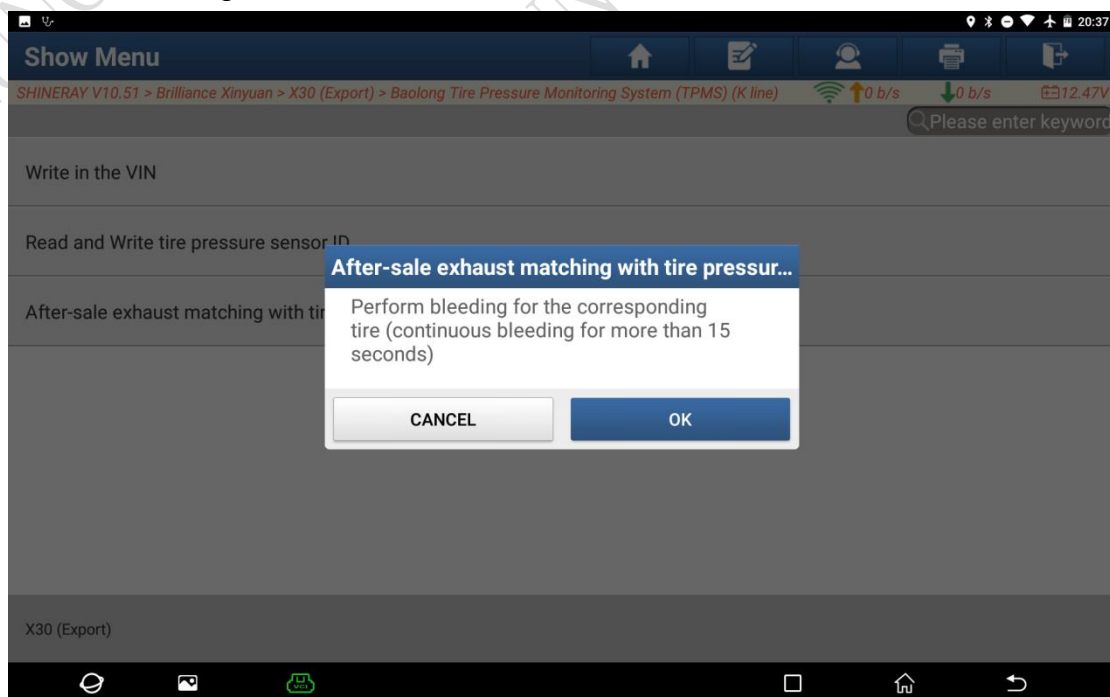 20:37
Show Menu
SHINERAY V10.51 > Brilliance Xinyuan > X30 (Export) > Baolong Tire Pressure Monitoring System (TPMS) (K line)
0 b/s
0 b/s
12.47V
Please enter keyword
Write in the VIN
Read and Write tire pressure sensor ID
After-sale exhaust matching with tir
After-sale exhaust matching with tire pressur...
Perform bleeding for the corresponding
tire (continuous bleeding for more than 15
seconds)
CANCEL
OK
X30 (Export)
VCI